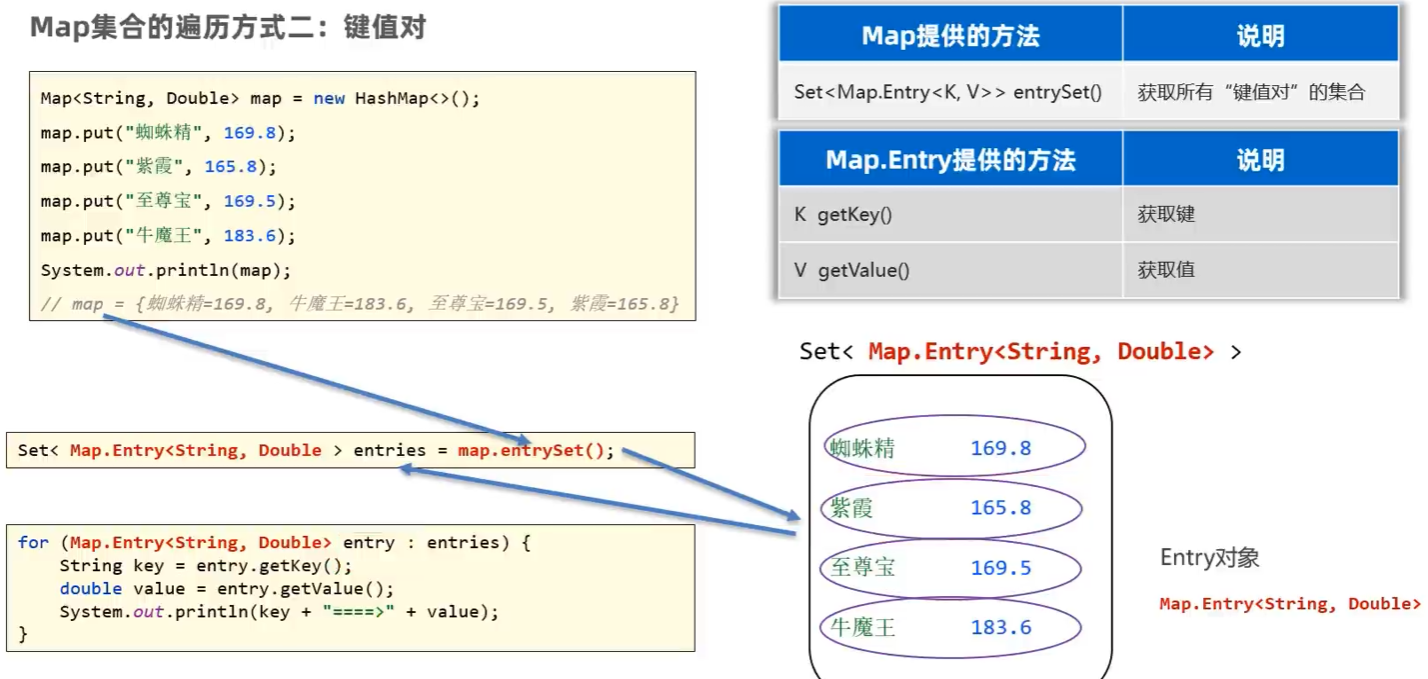 Map集合的遍历方式二：键值对
Map<String, Double> map = new HashMap<>();
map.put("蜘蛛精", 169.8);
map.put("紫霞", 165.8);
map.put("至尊宝", 169.5);
map.put("牛魔王", 183.6);
System.out.println(map);
// map = {蜘蛛精=169.8, 牛魔王=183.6, 至尊宝=169.5, 紫霞=165.8}
Set< Map.Entry<String, Double > entries = map.entrySet();
for (Map.Entry<String, Double> entry : entries) {
String key = entry.getKey();
double value = entry.getValue();
System.out.println(key + "====>" + value);
}
Map提供的方法 说明
Set<Map.Entry<K, V>> entrySet() 获取所有“键值对”的集合
Map.Entry提供的方法 说明
K getKey() 获取键
V getValue() 获取值
Set< Map.Entry<String, Double> >
蜘蛛精 169.8
紫霞 165.8
至尊宝 169.5
牛魔王 183.6
Entry对象
Map.Entry<String, Double>